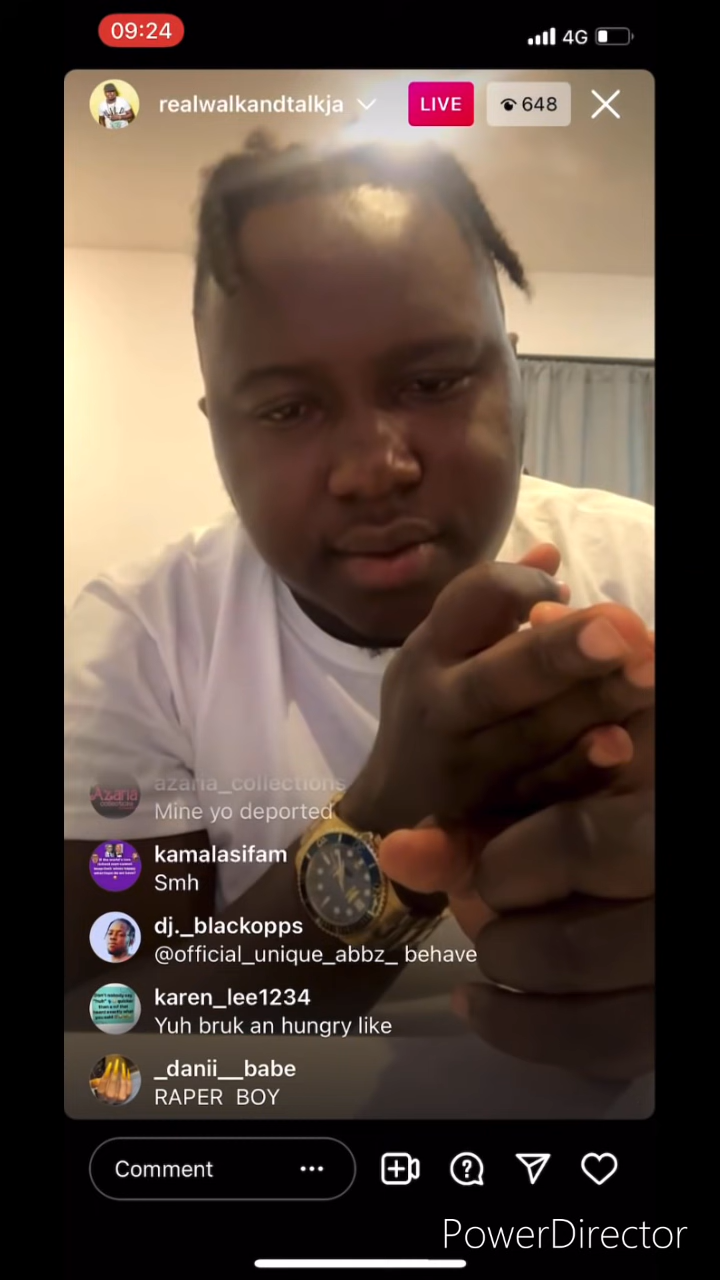 09:24
4G
realwalkandtalkja
LIVE
648
azaria_collections
Mine yo deported
kamalasifam
Smh
dj._blackopps
@official_unique_abbz_ behave
karen_lee1234
Yuh bruk an hungry like
_danii__babe
RAPER BOY
Comment
PowerDirector